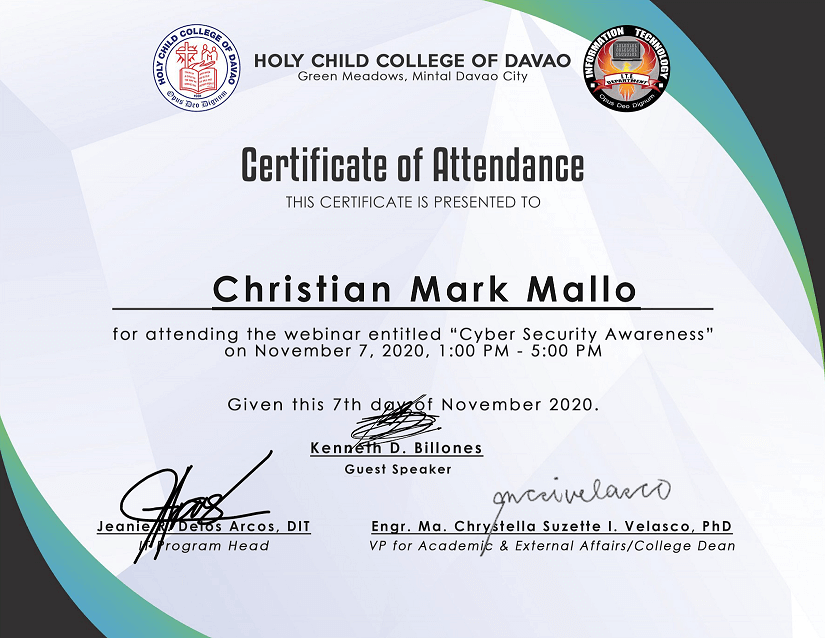 HOLY CHILD COLLEGE OF DAVAO
Opus Deo Dignum
HOLY CHILD COLLEGE OF DAVAO
Green Meadows, Mintal Davao City
INFORMATION TECHNOLOGY
I.T.E
DEPARTMENT
Opus Deo Dignum
Certificate of Attendance
THIS CERTIFICATE IS PRESENTED TO
Christian Mark Mallo
for attending the webinar entitled “Cyber Security Awareness”
on November 7, 2020, 1:00 PM - 5:00 PM
Given this 7th day of November 2020.
Kenneth D. Billones
Guest Speaker
Jeanie R. Delos Arcos, DIT
IT Program Head
mcsivelasco
Engr. Ma. Chrystella Suzette I. Velasco, PhD
VP for Academic & External Affairs/College Dean